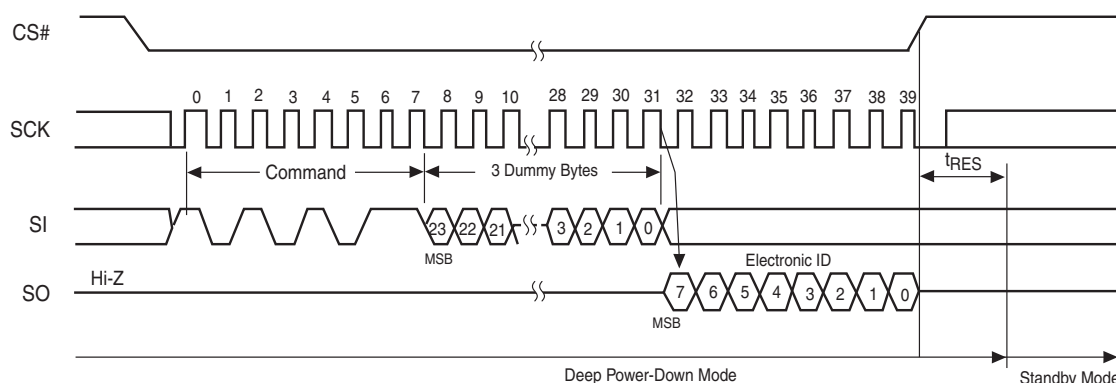 CS#
0 1 2 3 4 5 6 7 8 9 10 28 29 30 31 32 33 34 35 36 37 38 39
SCK
tRES
Command 3 Dummy Bytes
SI 23 22 21 3 2 1 0
MSB
Electronic ID
Hi-Z
SO 7 6 5 4 3 2 1 0
MSB
Deep Power-Down Mode Standby Mode